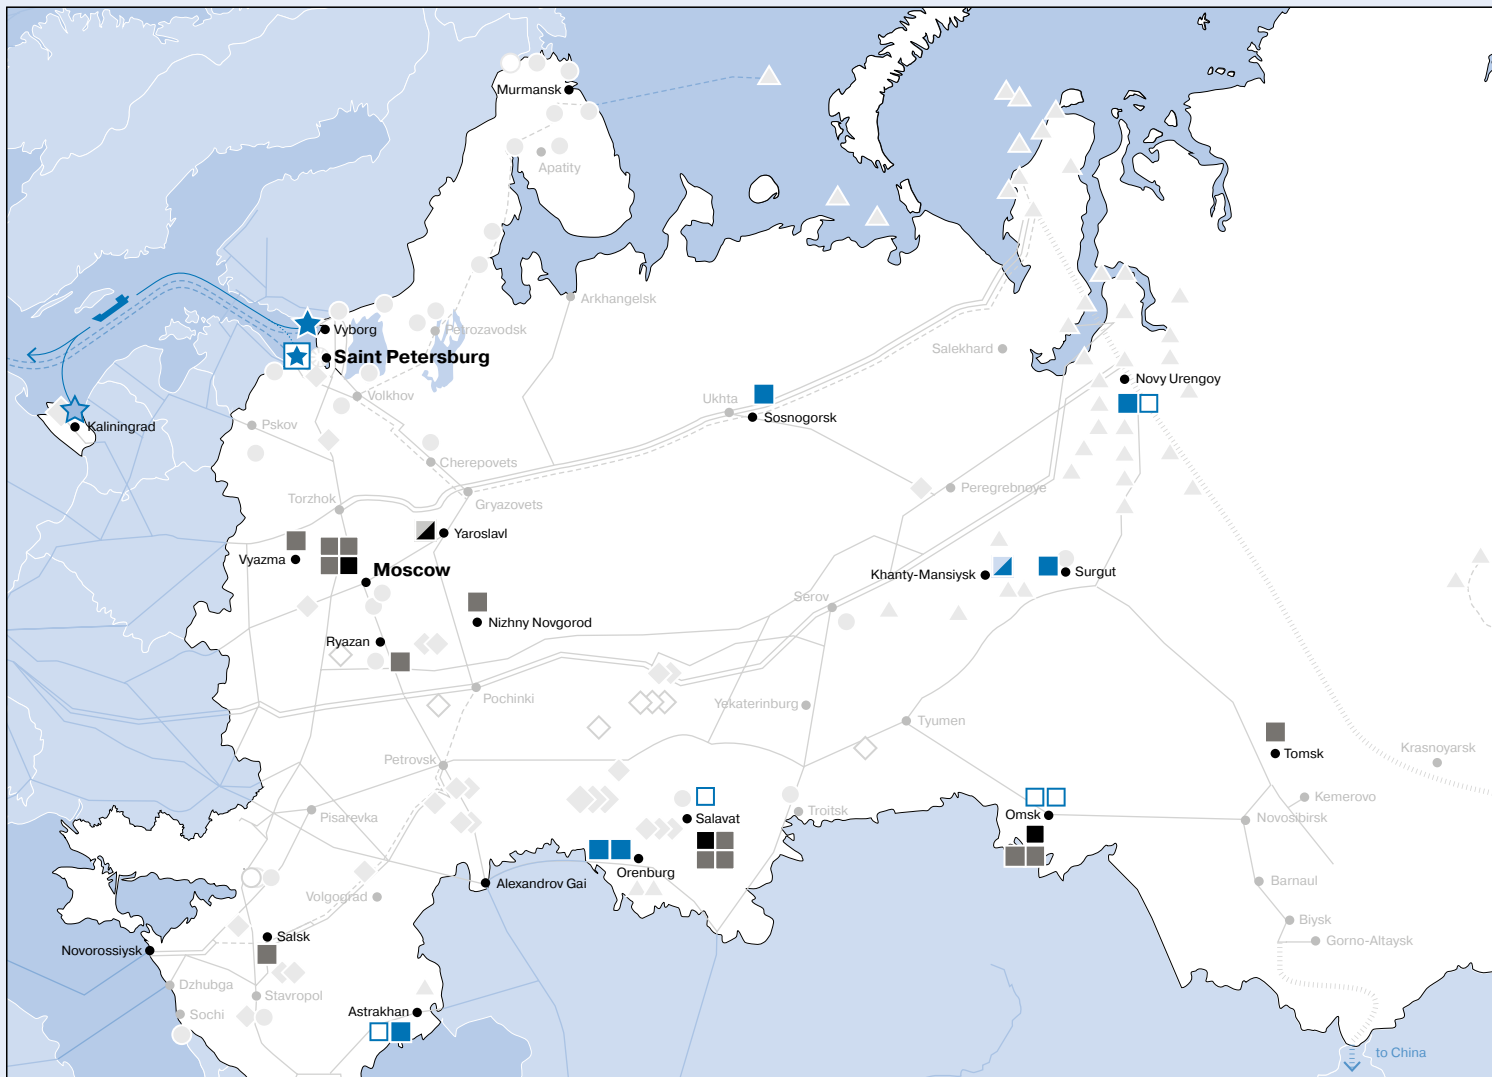 Murmansk
Apatity
Arkhangelsk
Vyborg
Petrozavodsk
Saint Petersburg
Salekhard
Novy Urengoy
Volkhov
Ukhta
Sosnogorsk
Kaliningrad
Pskov
Cherepovets
Peregrebnoye
Torzhok
Gryazovets
Yaroslavl
Vyazma
Moscow
Khanty-Mansiysk
Surgut
Serov
Nizhny Novgorod
Ryazan
Pochinki
Yekaterinburg
Tyumen
Krasnoyarsk
Tomsk
Petrovsk
Kemerovo
Pisarevka
Salavat
Troitsk
Omsk
Novosibirsk
Orenburg
Alexandrov Gai
Barnaul
Volgograd
Biysk
Salsk
Gorno-Altaysk
Novorossiysk
Dzhubga
Stavropol
Sochi
Astrakhan
to China